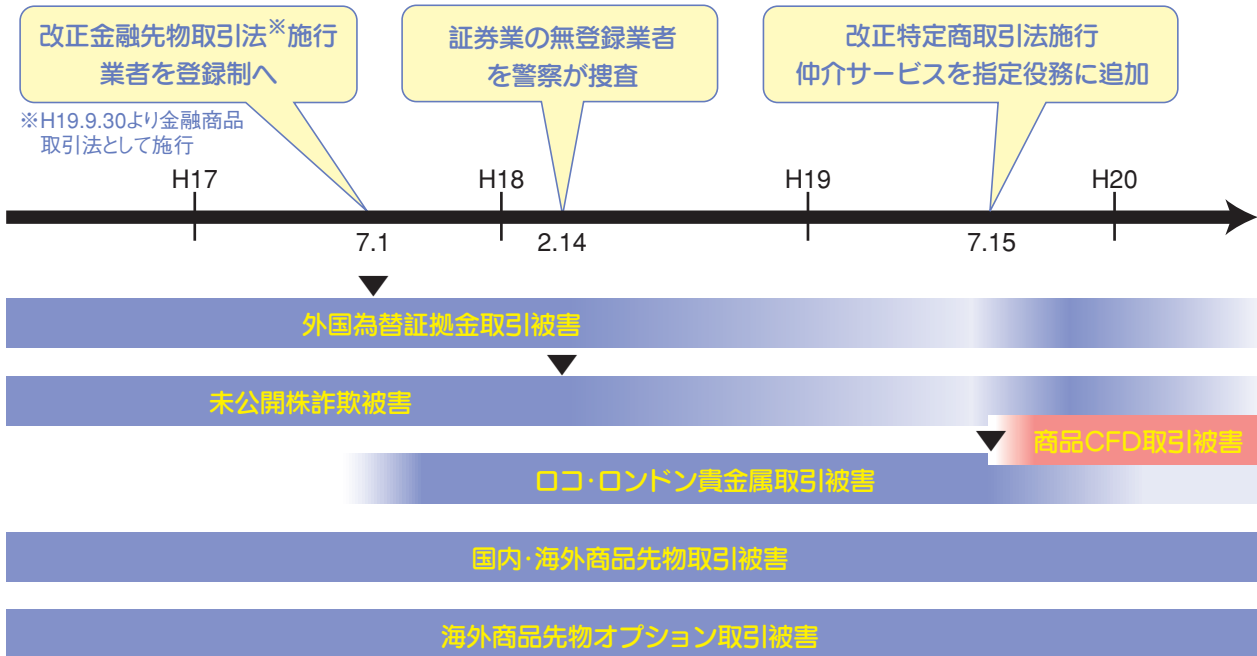 改正金融先物取引法※施行
業者を登録制へ
証券業の無登録業者
を警察が捜査
改正特定商取引法施行
仲介サービスを指定役務に追加
※H19.9.30より金融商品
取引法として施行
H17
H18
H19
H20
7.1
2.14
7.15
外国為替証拠金取引被害
未公開株詐欺被害
商品CFD取引被害
ロコ・ロンドン貴金属取引被害
国内・海外商品先物取引被害
海外商品先物オプション取引被害